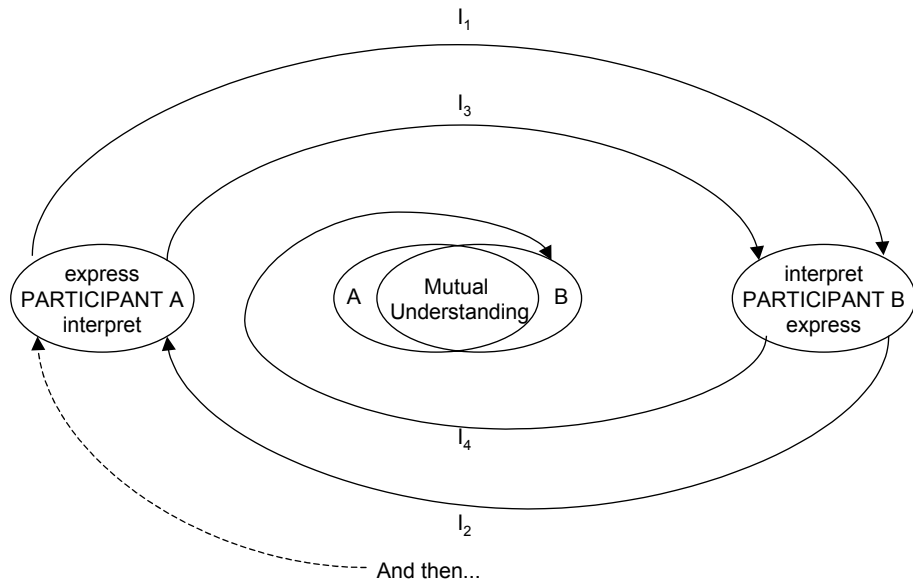 I₁
I₃
express
PARTICIPANT A
interpret
A
Mutual
Understanding
B
interpret
PARTICIPANT B
express
I₄
I₂
And then...